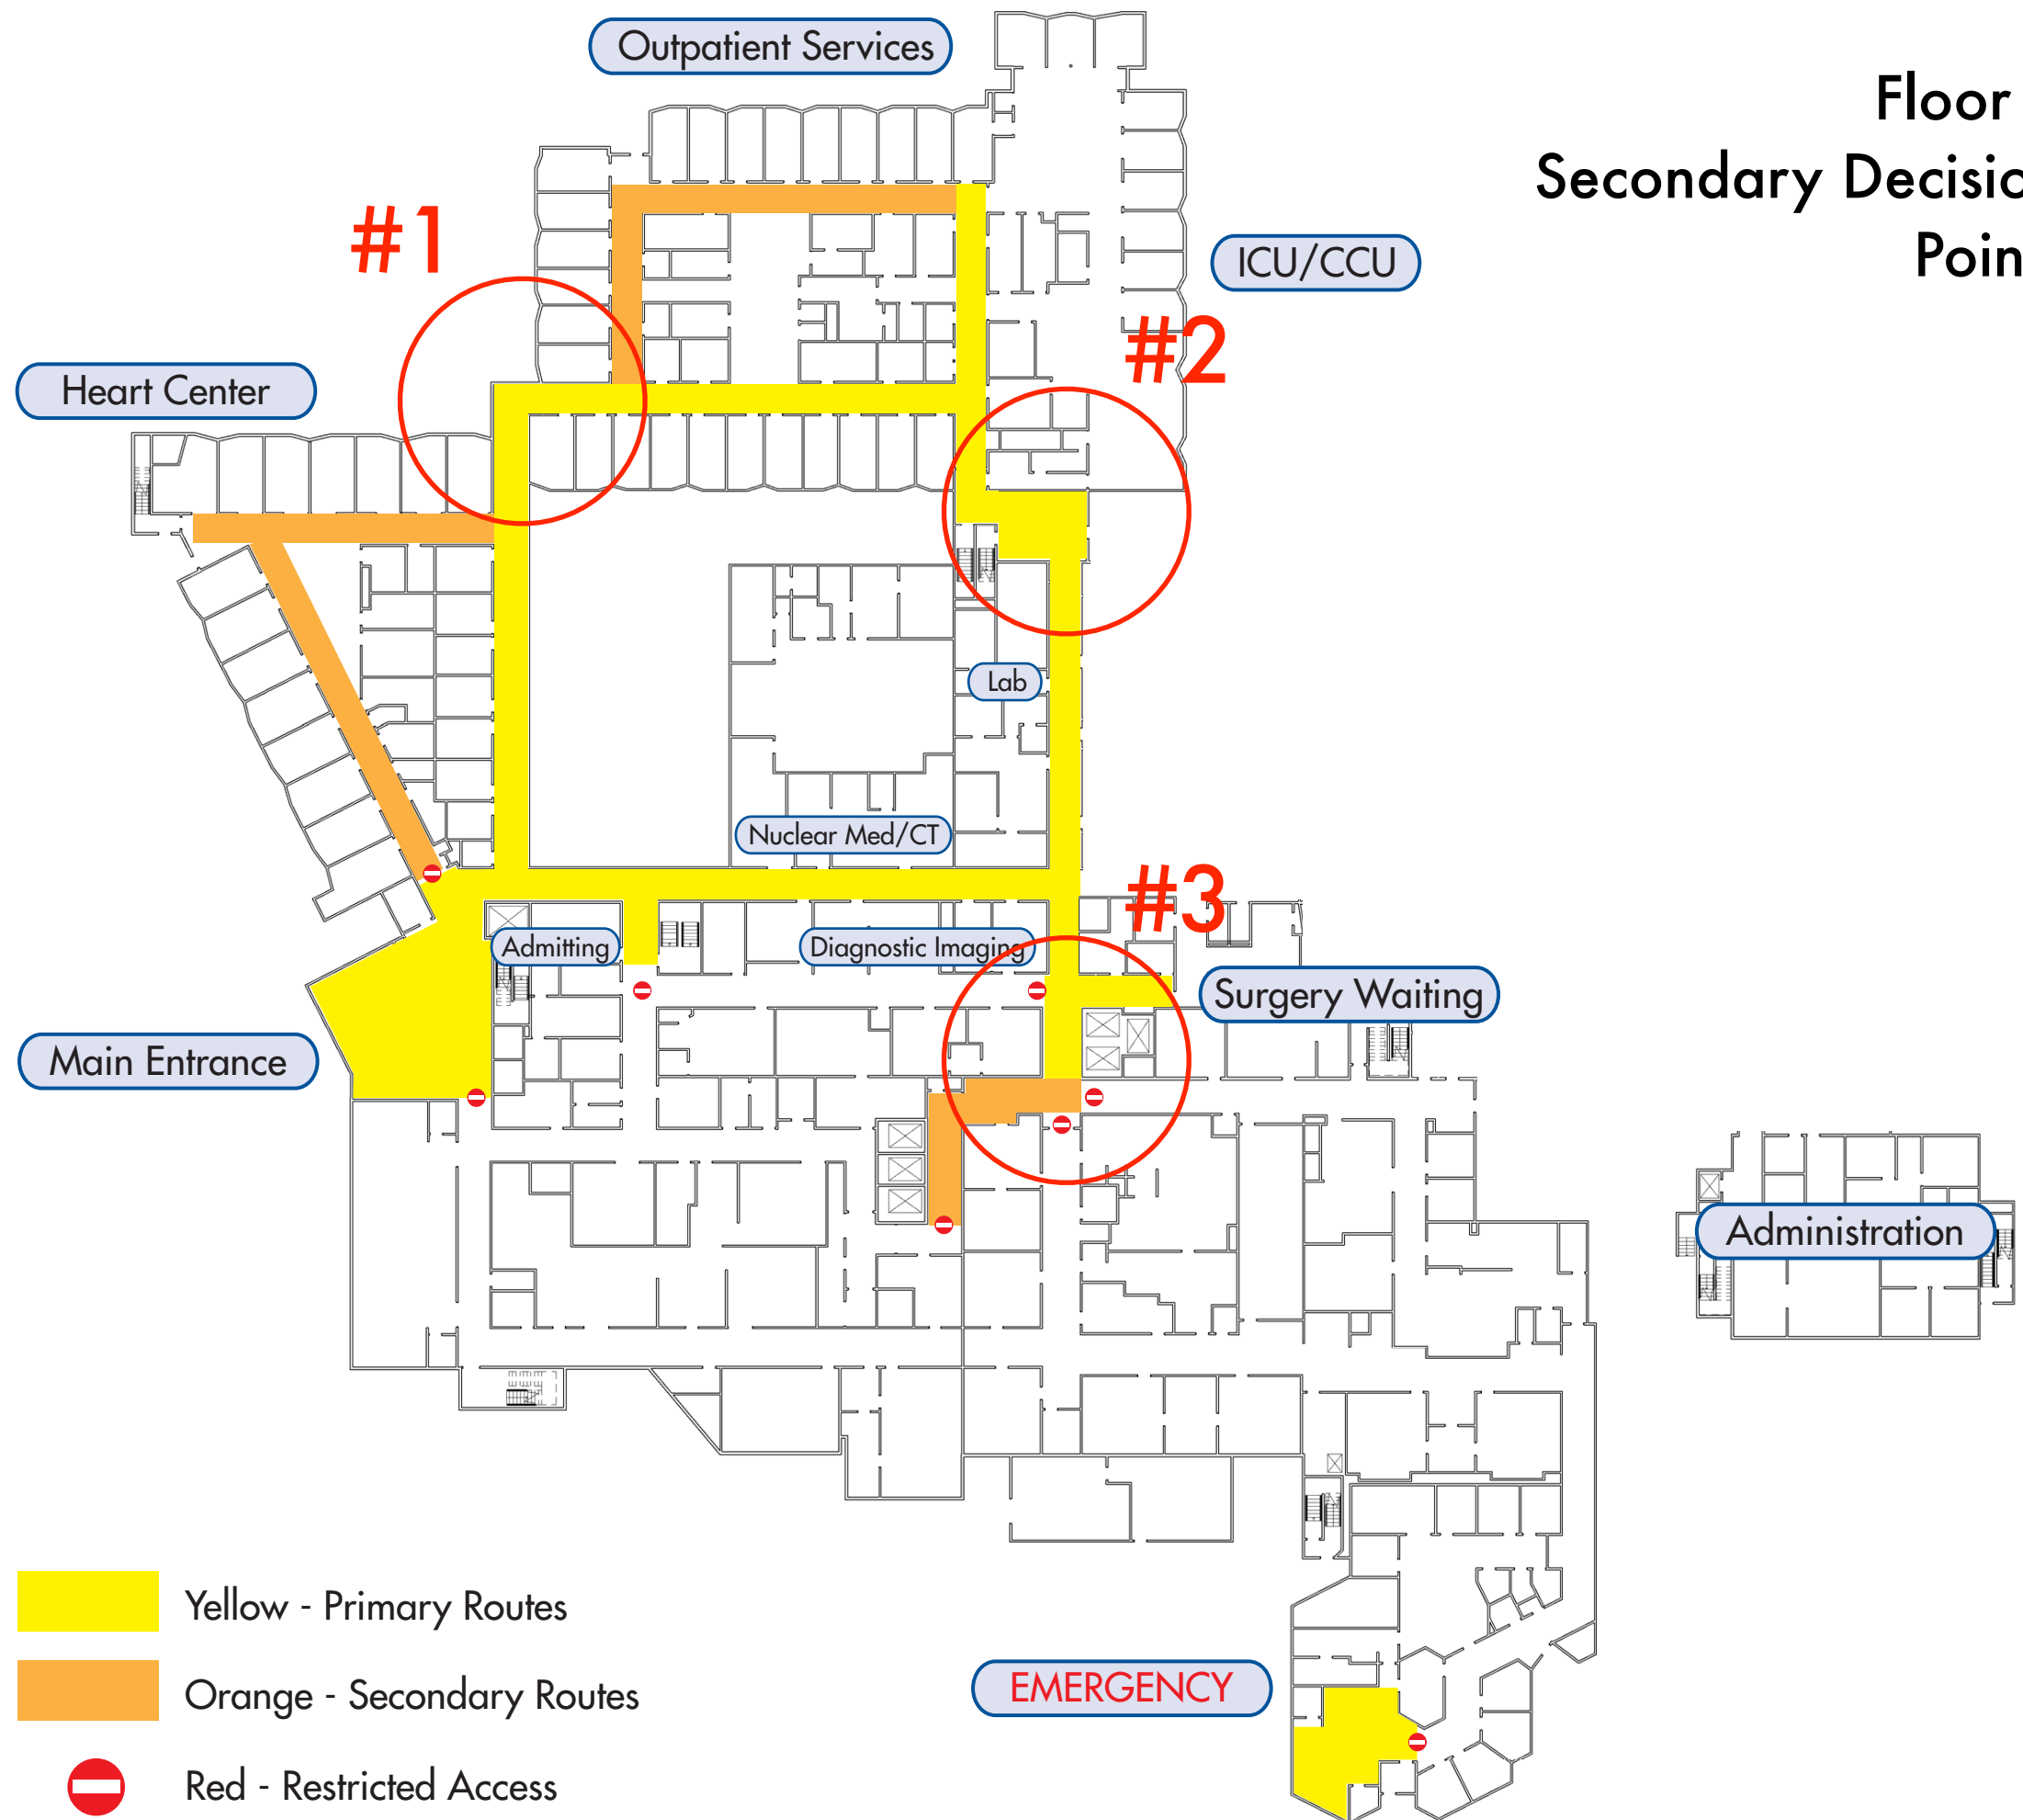 Outpatient Services
Floor
Secondary Decisio
Poin
#1
ICU/CCU
#2
Heart Center
Lab
Nuclear Med/CT
#3
Admitting
Diagnostic Imaging
Surgery Waiting
Main Entrance
Administration
Yellow - Primary Routes
EMERGENCY
Orange - Secondary Routes
Red - Restricted Access